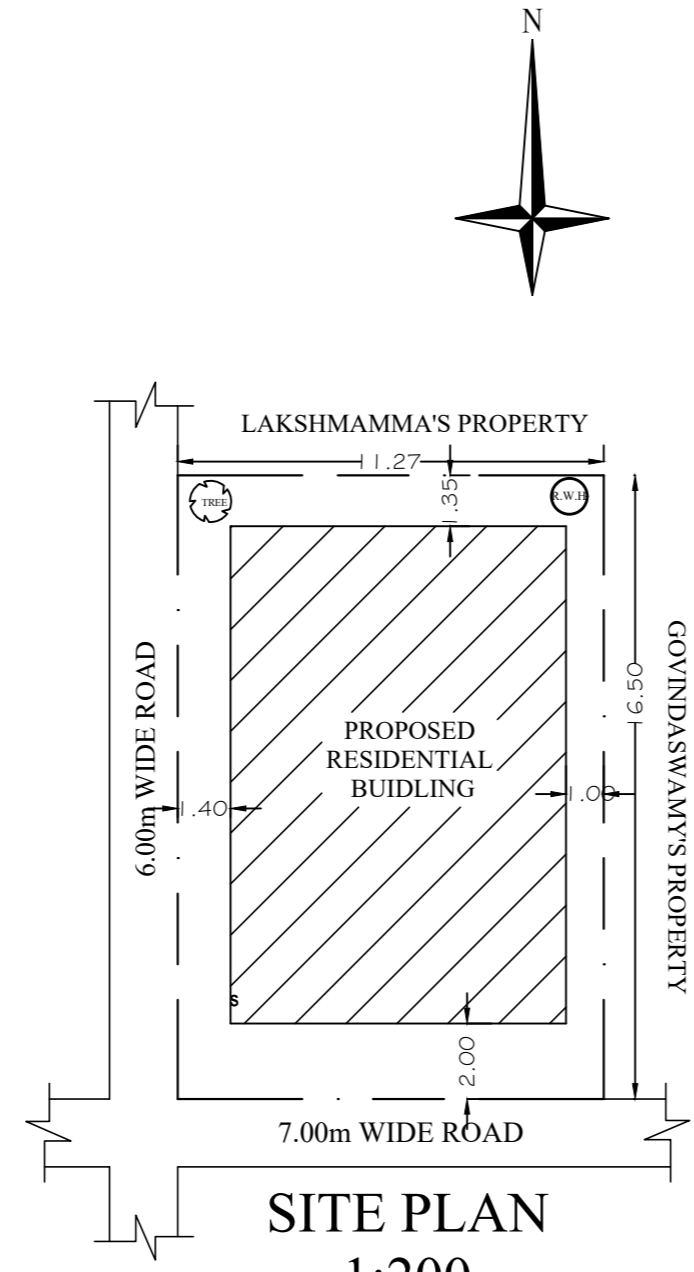 N
LAKSHMAMMA'S PROPERTY
11.27
1.35
TREE
R.W.H
6.00m WIDE ROAD
GOVINDASWAMY'S PROPERTY
16.50
PROPOSED
RESIDENTIAL
BUIDLING
1.40
1.00
S
2.00
7.00m WIDE ROAD
SITE PLAN
1:200